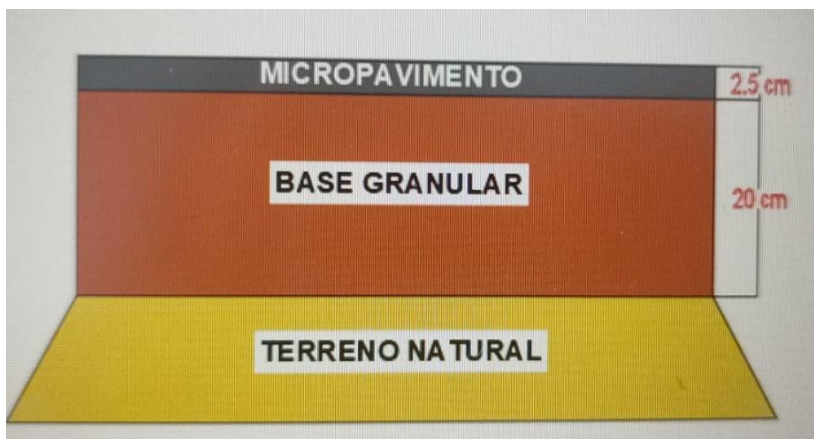 MICROPAVIMENTO
2.5 cm
BASE GRANULAR
20 cm
TERRENO NATURAL